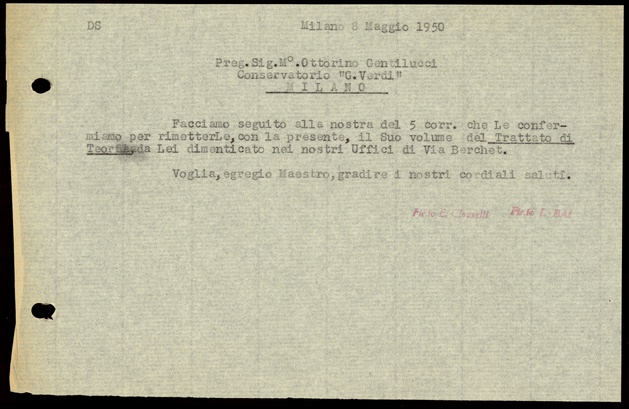 DS Milano 8 Maggio 1950
Preg.Sig.M°.Ottorino Gentilucci
Conservatorio "G.Verdi"
MILANO
Facciamo seguito alla nostra del 5 corr. che Le confer-
miamo per rimetterLe,con la presente, il Suo volume del Trattato di
Teoria,da Lei dimenticato nei nostri Uffici di Via Berchet.
Voglia,egregio Maestro,gradire i nostri cordiali saluti.